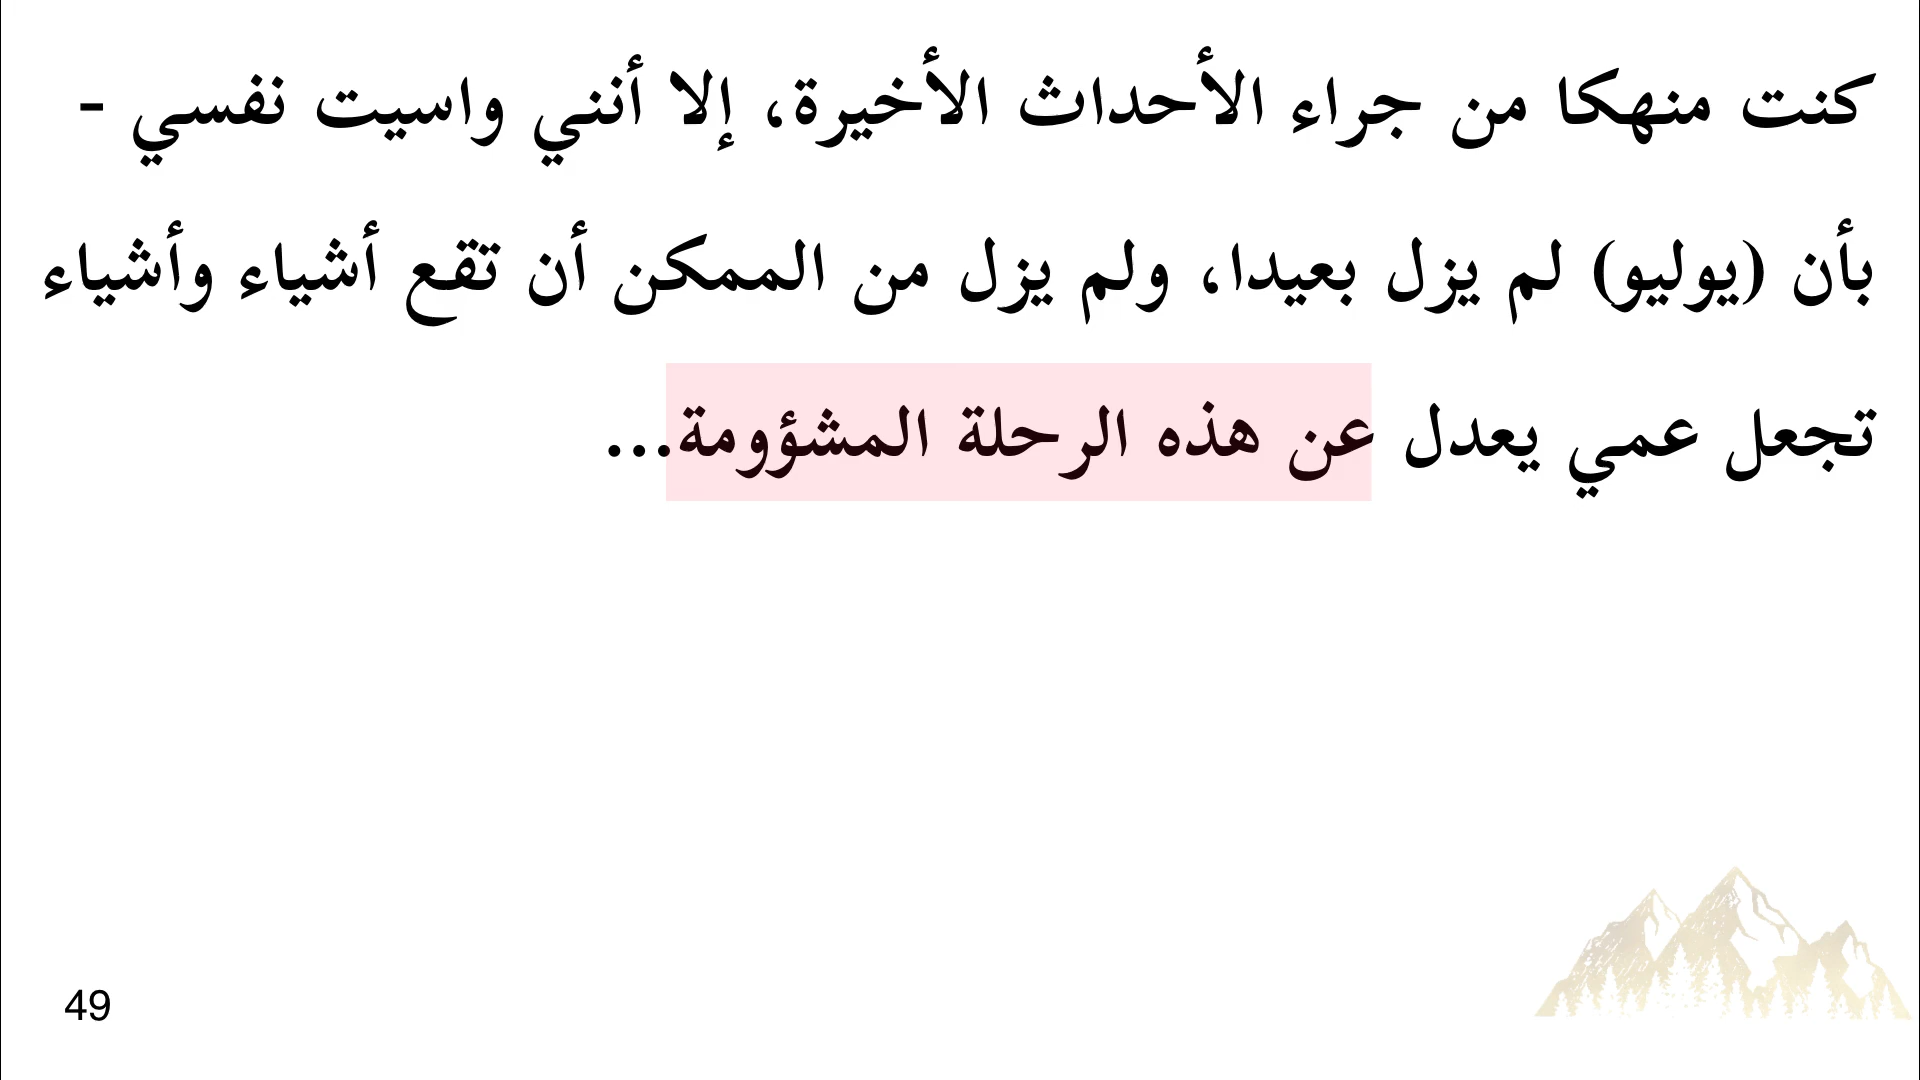 كنت منهكا من جراء الأحداث الأخيرة، إلا أنني واسيت نفسي -
بأن (يوليو) لم يزل بعيدا، ولم يزل من الممكن أن تقع أشياء وأشياء
تجعل عمي يعدل عن هذه الرحلة المشؤومة...
49